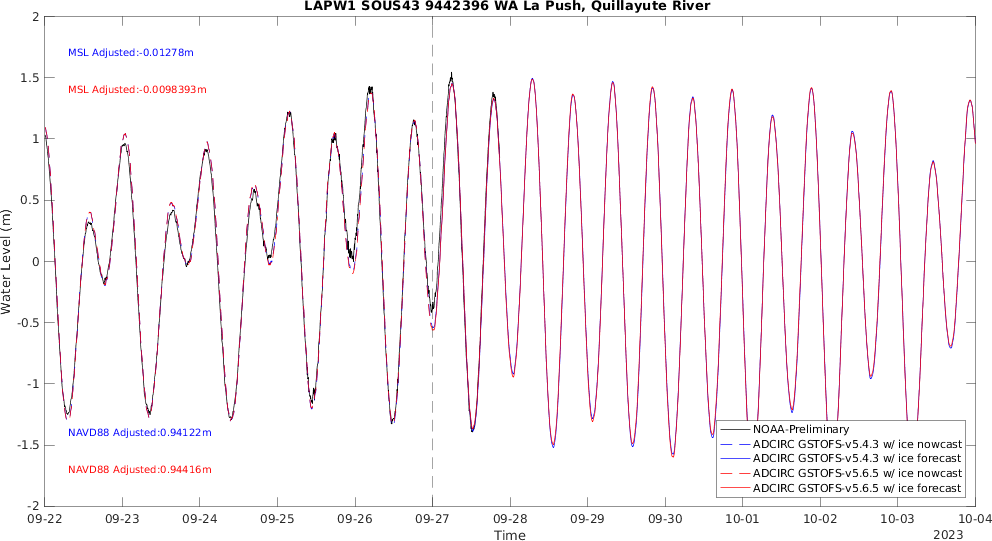 LAPW1 SOUS43 9442396 WA La Push, Quillayute River
2
1.5
1
0.5
0
-0.5
-1
-1.5
-2
Water Level (m)
MSL Adjusted:-0.01278m
MSL Adjusted:-0.0098393m
NAVD88 Adjusted:0.94122m
NAVD88 Adjusted:0.94416m
NOAA-Preliminary
ADCIRC GSTOFS-v5.4.3 w/ ice nowcast
ADCIRC GSTOFS-v5.4.3 w/ ice forecast
ADCIRC GSTOFS-v5.6.5 w/ ice nowcast
ADCIRC GSTOFS-v5.6.5 w/ ice forecast
09-22 09-23 09-24 09-25 09-26 09-27 09-28 09-29 09-30 10-01 10-02 10-03 10-04
Time
2023